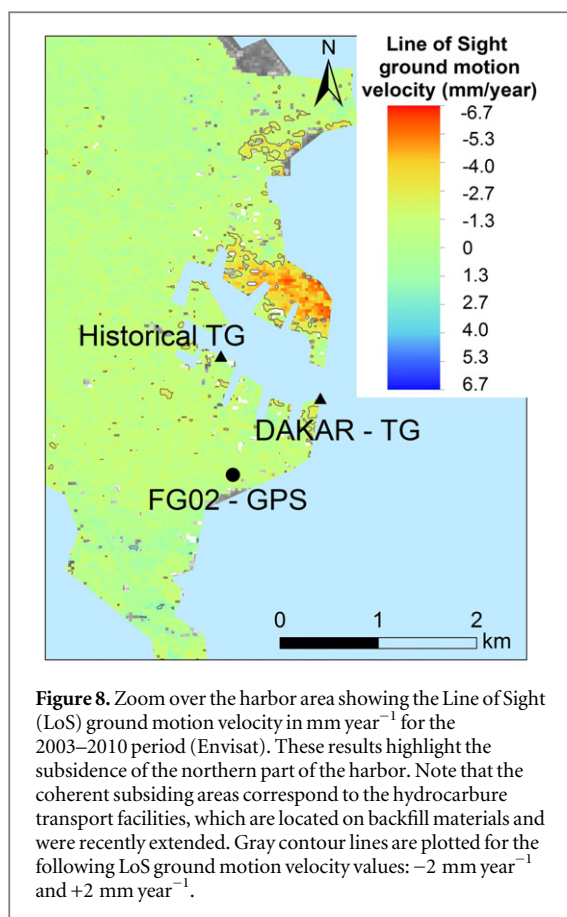 N
Line of Sight
ground motion
velocity (mm/year)
-6.7
-5.3
-4.0
-2.7
-1.3
0
1.3
2.7
4.0
5.3
6.7
Historical TG
DAKAR - TG
FG02 - GPS
0 1 2
km
Figure 8. Zoom over the harbor area showing the Line of Sight
(LoS) ground motion velocity in mm year⁻¹ for the
2003–2010 period (Envisat). These results highlight the
subsidence of the northern part of the harbor. Note that the
coherent subsiding areas correspond to the hydrocarbure
transport facilities, which are located on backfill materials and
were recently extended. Gray contour lines are plotted for the
following LoS ground motion velocity values: −2 mm year⁻¹
and +2 mm year⁻¹.